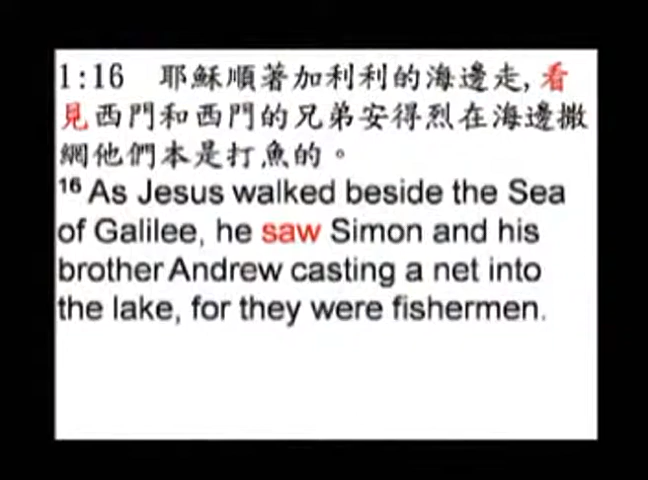 1:16 耶穌順著加利利的海邊走,看
見西門和西門的兄弟安得烈在海邊撒
網他們本是打魚的。
16 As Jesus walked beside the Sea
of Galilee, he saw Simon and his
brother Andrew casting a net into
the lake, for they were fishermen.